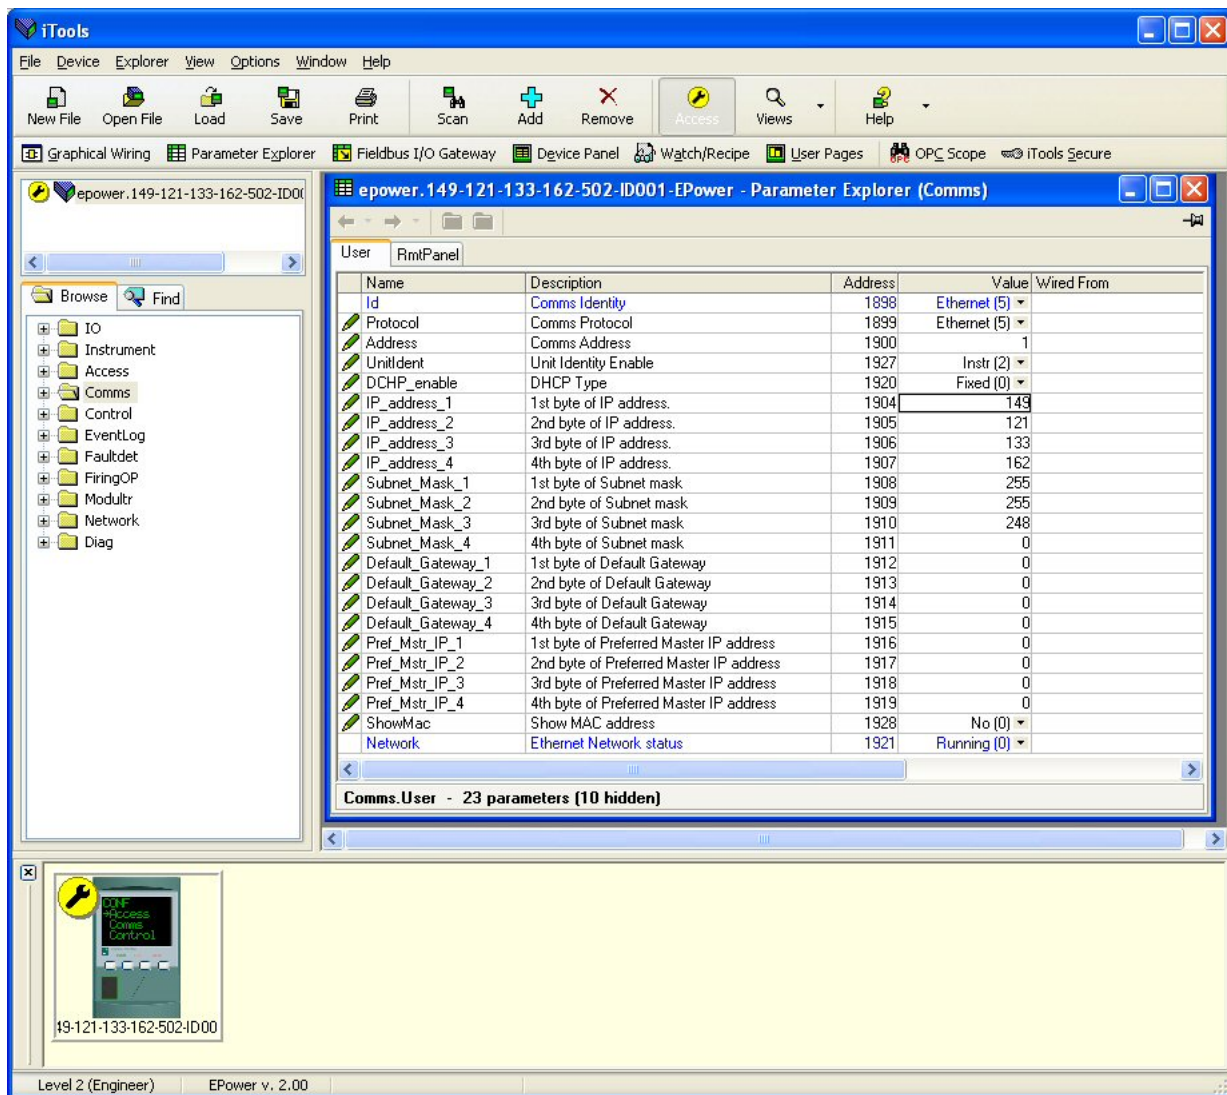 iTools
File Device Explorer View Options Window Help
New File Open File Load Save Print Scan Add Remove Access Views Help
Graphical Wiring Parameter Explorer Fieldbus I/O Gateway Device Panel Watch/Recipe User Pages OPC Scope iTools Secure
epower.149-121-133-162-502-ID0(
Browse Find
IO
Instrument
Access
Comms
Control
EventLog
Faultdet
FiringOP
Modultr
Network
Diag
epower.149-121-133-162-502-ID001-EPower - Parameter Explorer (Comms)
User RmtPanel
Name Description Address Value Wired From
Id Comms Identity 1898 Ethernet (5)
Protocol Comms Protocol 1899 Ethernet (5)
Address Comms Address 1900 1
UnitIdent Unit Identity Enable 1927 Instr (2)
DCHP_enable DHCP Type 1920 Fixed (0)
IP_address_1 1st byte of IP address. 1904 149
IP_address_2 2nd byte of IP address. 1905 121
IP_address_3 3rd byte of IP address. 1906 133
IP_address_4 4th byte of IP address. 1907 162
Subnet_Mask_1 1st byte of Subnet mask 1908 255
Subnet_Mask_2 2nd byte of Subnet mask 1909 255
Subnet_Mask_3 3rd byte of Subnet mask 1910 248
Subnet_Mask_4 4th byte of Subnet mask 1911 0
Default_Gateway_1 1st byte of Default Gateway 1912 0
Default_Gateway_2 2nd byte of Default Gateway 1913 0
Default_Gateway_3 3rd byte of Default Gateway 1914 0
Default_Gateway_4 4th byte of Default Gateway 1915 0
Pref_Mstr_IP_1 1st byte of Preferred Master IP address 1916 0
Pref_Mstr_IP_2 2nd byte of Preferred Master IP address 1917 0
Pref_Mstr_IP_3 3rd byte of Preferred Master IP address 1918 0
Pref_Mstr_IP_4 4th byte of Preferred Master IP address 1919 0
ShowMac Show MAC address 1928 No (0)
Network Ethernet Network status 1921 Running (0)
Comms.User - 23 parameters (10 hidden)
CONF
Access
Comms
Control
49-121-133-162-502-ID00
Level 2 (Engineer) EPower v. 2.00